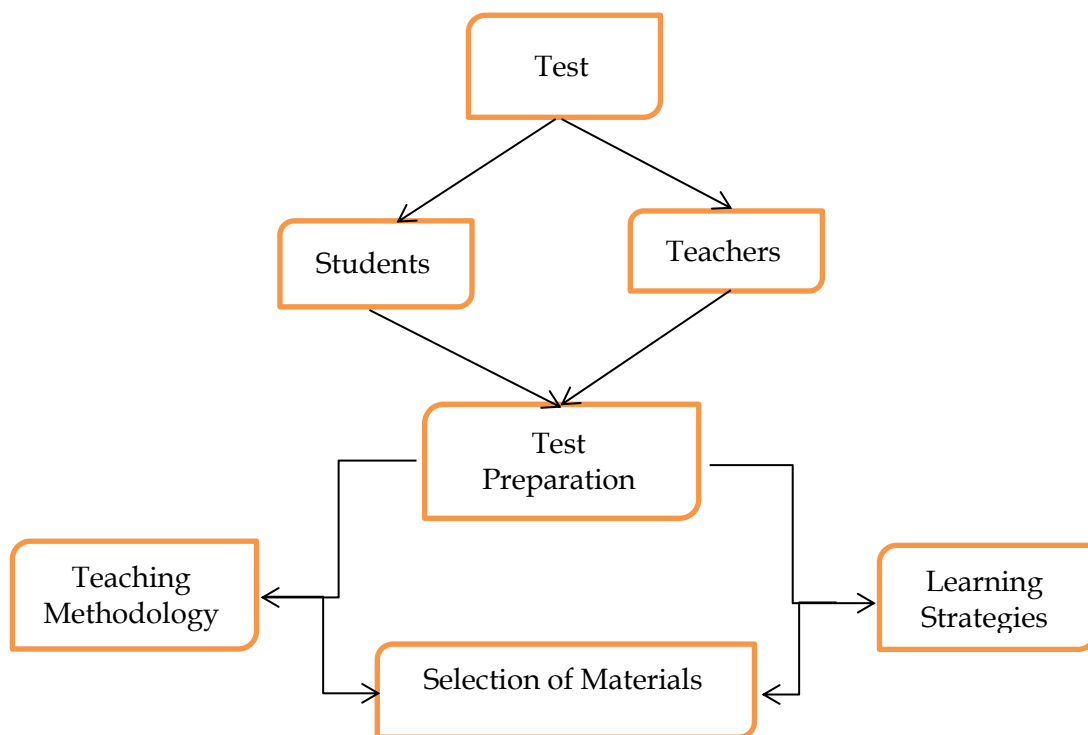 Test
Students
Teachers
Test
Preparation
Teaching
Methodology
Learning
Strategies
Selection of Materials